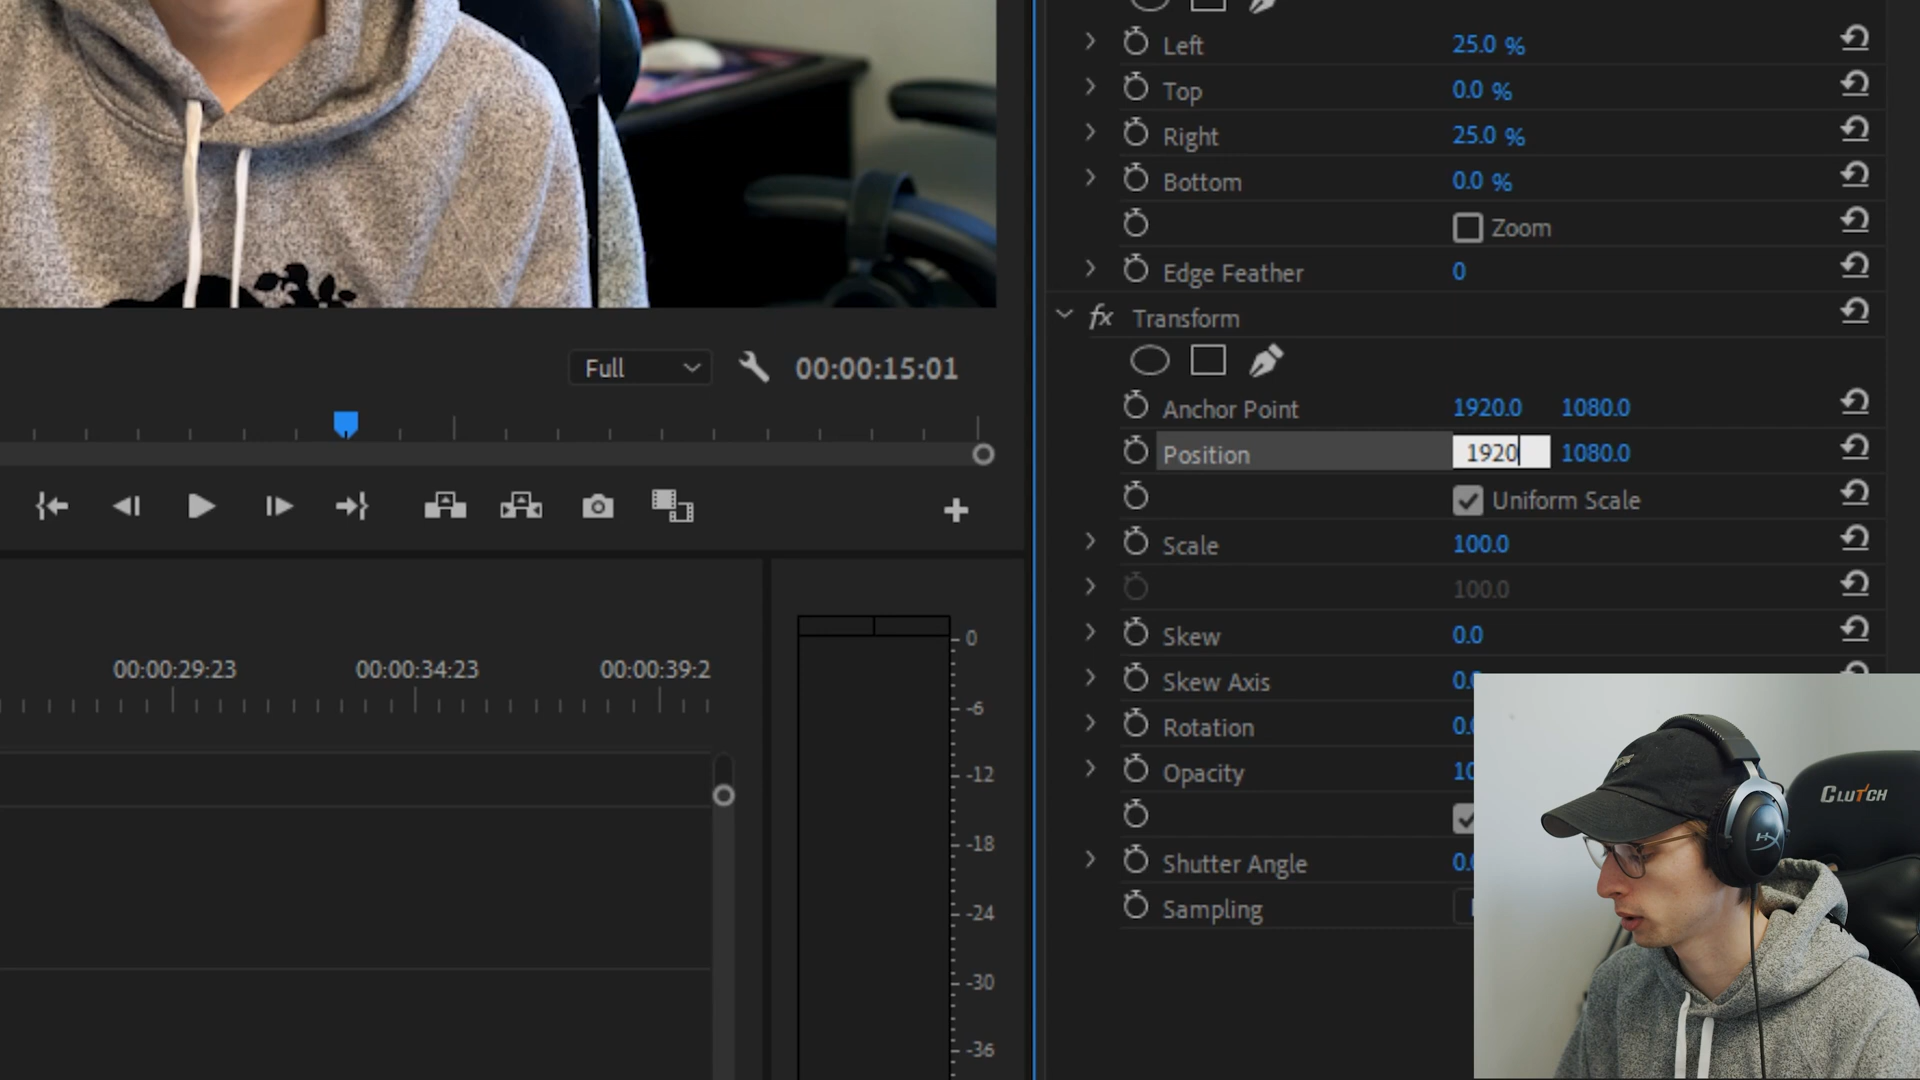 Left 25.0 %
Top 0.0 %
Right 25.0 %
Bottom 0.0 %
Zoom
Edge Feather 0
fx Transform
Full 00:00:15:01
Anchor Point 1920.0 1080.0
Position 1920 1080.0
Uniform Scale
Scale 100.0
100.0
Skew 0.0
Skew Axis 0.0
Rotation 0.
Opacity 10
Shutter Angle 0.
Sampling
00:00:29:23 00:00:34:23 00:00:39:2
0
-6
-12
-18
-24
-30
-36
CLUTCH
HX